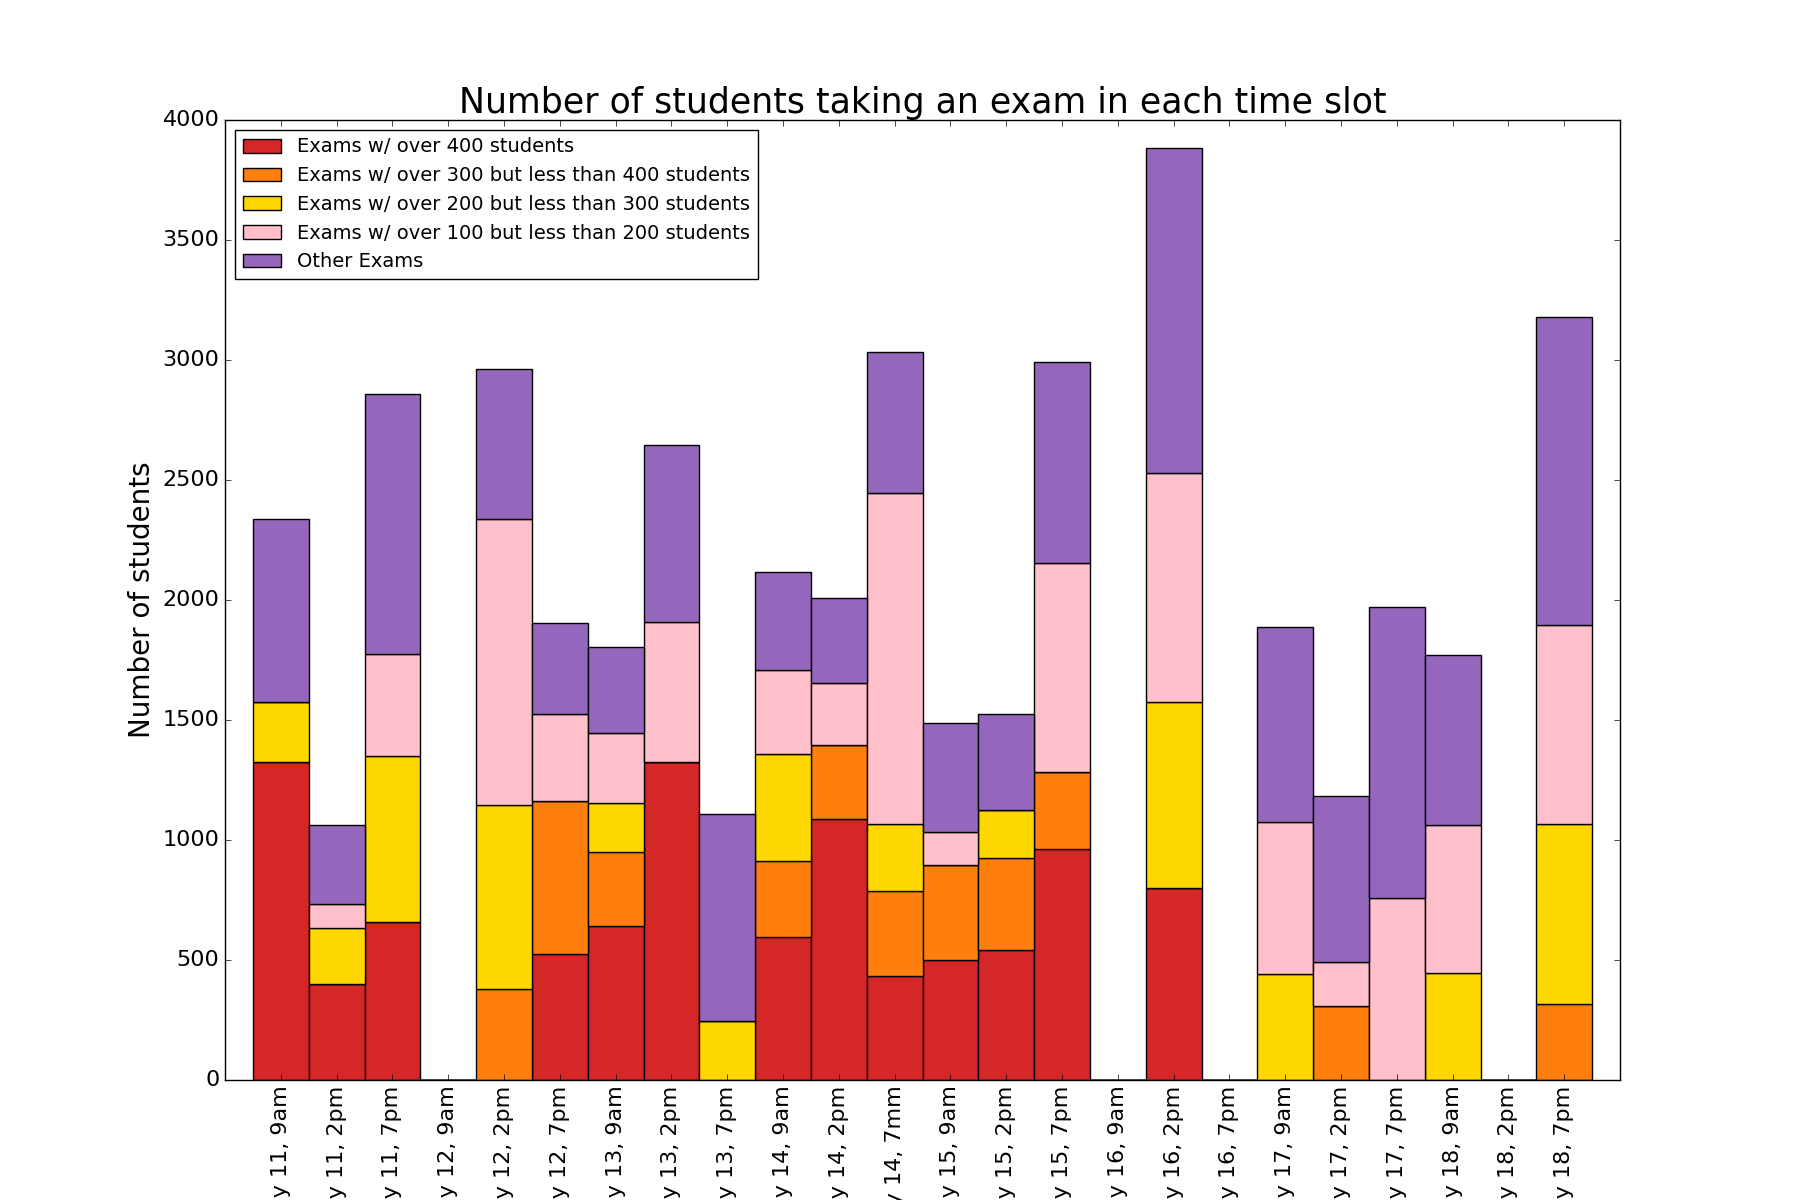 Number of students taking an exam in each time slot
Exams w/ over 400 students
Exams w/ over 300 but less than 400 students
Exams w/ over 200 but less than 300 students
Exams w/ over 100 but less than 200 students
Other Exams
Number of students
4000
3500
3000
2500
2000
1500
1000
500
0
y 11, 9am
y 11, 2pm
y 11, 7pm
y 12, 9am
y 12, 2pm
y 12, 7pm
y 13, 9am
y 13, 2pm
y 13, 7pm
y 14, 9am
y 14, 2pm
y 14, 7mm
y 15, 9am
y 15, 2pm
y 15, 7pm
y 16, 9am
y 16, 2pm
y 16, 7pm
y 17, 9am
y 17, 2pm
y 17, 7pm
y 18, 9am
y 18, 2pm
y 18, 7pm